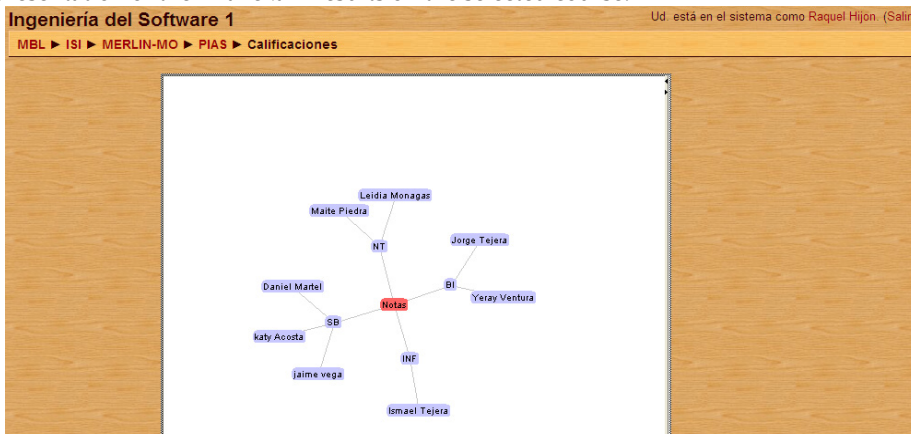 Ingeniería del Software 1
Ud. está en el sistema como Raquel Hijon. (Salir
MBL ► ISI ► MERLIN-MO ► PIAS ► Calificaciones
Leidia Monagas
Maite Piedra
NT
Jorge Tejera
BI
Yeray Ventura
Daniel Martel
Notas
SB
katy Acosta
INF
jaime vega
Ismael Tejera